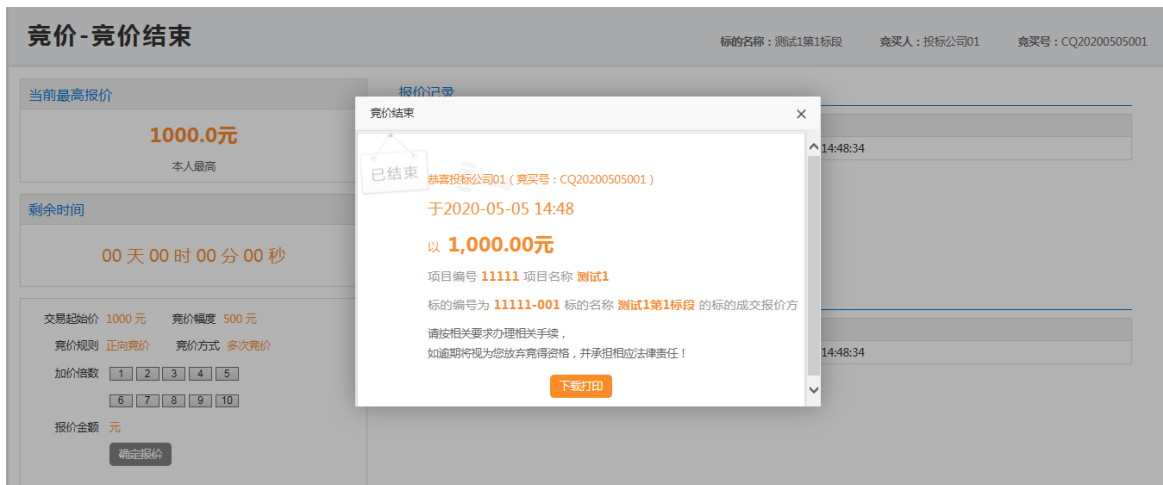 竞价-竞价结束
标的名称：测试1第1标段 竞买人：投标公司01 竞买号：CQ20200505001
当前最高报价
1000.0元
本人最高
剩余时间
00 天 00 时 00 分 00 秒
交易起始价 1000 元 竞价幅度 500 元
竞价规则 正向竞价 竞价方式 多次竞价
加价倍数 1 2 3 4 5
6 7 8 9 10
报价金额 元
确定报价
报价记录
14:48:34
14:48:34
竞价结束 ×
已结束
恭喜投标公司01（竞买号：CQ20200505001）
于2020-05-05 14:48
以 1,000.00元
项目编号 11111 项目名称 测试1
标的编号为 11111-001 标的名称 测试1第1标段 的标的成交报价方
请按相关要求办理相关手续，
如逾期将视为您放弃竞得资格，并承担相应法律责任！
下载打印